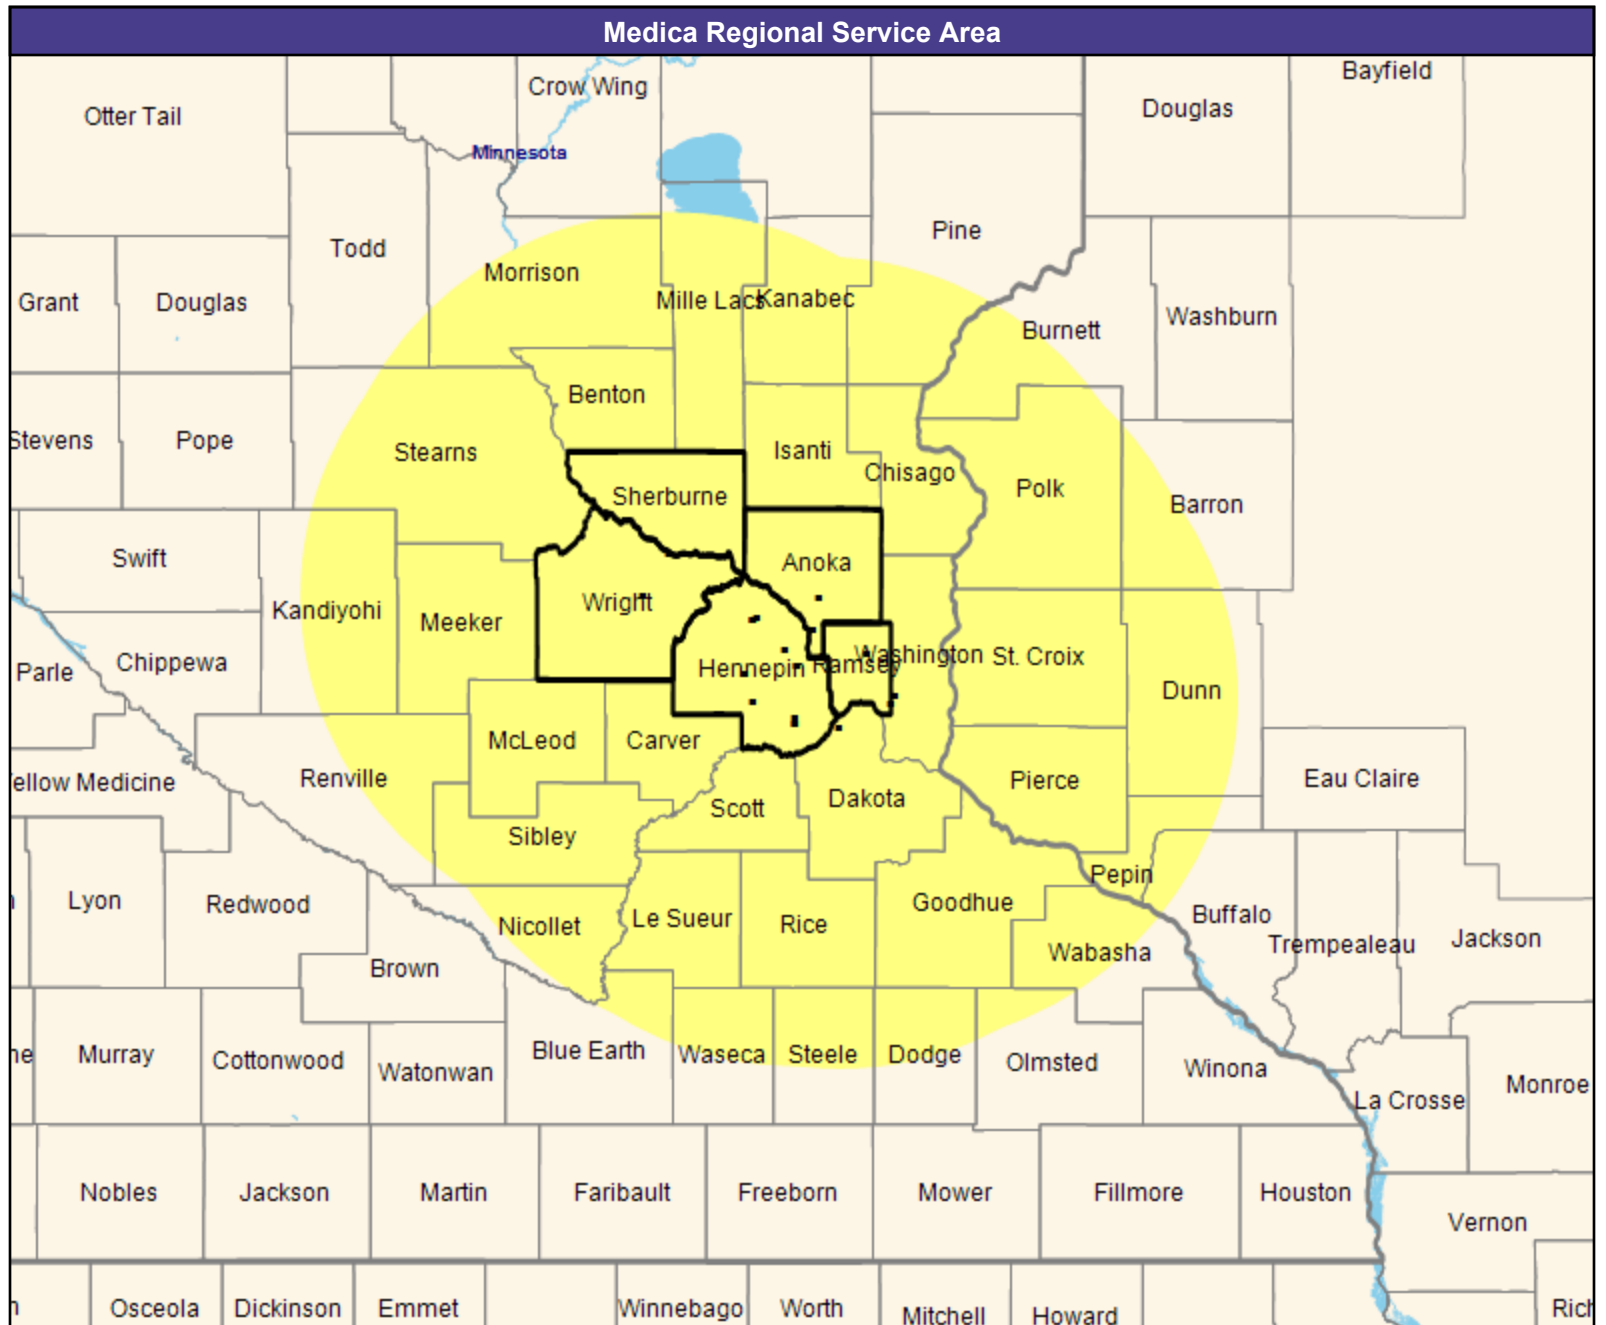 Medica Regional Service Area
Bayfield
Crow Wing
Otter Tail
Douglas
Minnesota
Pine
Todd
Morrison
Grant
Douglas
Mille Lacs
Kanabec
Washburn
Burnett
Benton
Stevens
Pope
Stearns
Isanti
Chisago
Polk
Sherburne
Barron
Swift
Anoka
Wright
Kandiyohi
Meeker
Chippewa
Parle
Hennepin
Ramsey
Washington
St. Croix
Dunn
McLeod
Carver
Renville
ellow Medicine
Pierce
Eau Claire
Scott
Dakota
Sibley
Pepin
Lyon
Redwood
Goodhue
Nicollet
Le Sueur
Rice
Buffalo
Trempealeau
Jackson
Wabasha
Brown
ne
Murray
Cottonwood
Watonwan
Blue Earth
Waseca
Steele
Dodge
Olmsted
Winona
La Crosse
Monroe
Nobles
Jackson
Martin
Faribault
Freeborn
Mower
Fillmore
Houston
Vernon
Osceola
Dickinson
Emmet
Winnebago
Worth
Mitchell
Howard
Rich